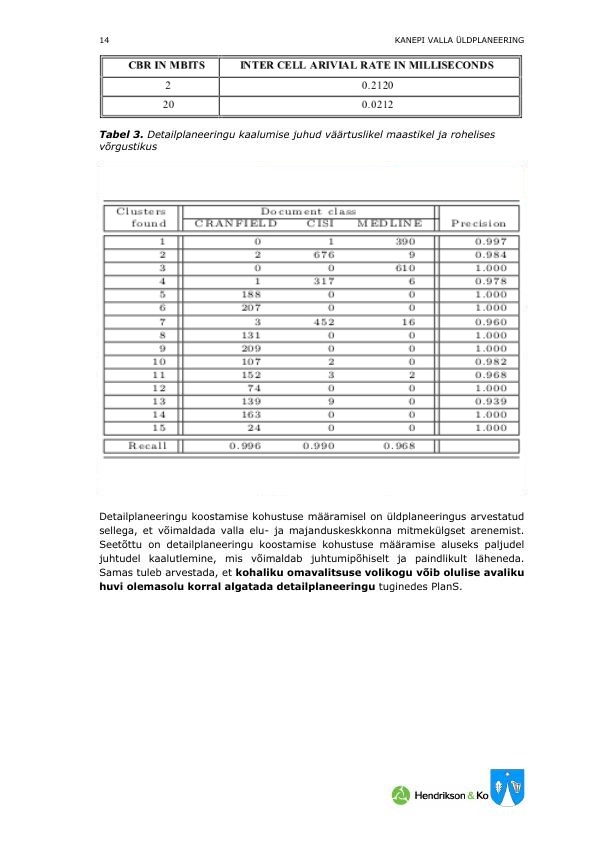 14 KANEPI VALLA ÜLDPLANEERING
CBR IN MBITS INTER CELL ARIVIAL RATE IN MILLISECONDS
2 0.2120
20 0.0212
Tabel 3. Detailplaneeringu kaalumise juhud väärtuslikel maastikel ja rohelises
võrgustikus
Clusters Document class
found CRANFIELD CISI MEDLINE Precision
1 0 1 390 0.997
2 2 676 9 0.984
3 0 0 610 1.000
4 1 317 6 0.978
5 188 0 0 1.000
6 207 0 0 1.000
7 3 452 16 0.960
8 131 0 0 1.000
9 209 0 0 1.000
10 107 2 0 0.982
11 152 3 2 0.968
12 74 0 0 1.000
13 139 9 0 0.939
14 163 0 0 1.000
15 24 0 0 1.000
Recall 0.996 0.990 0.968
Detailplaneeringu koostamise kohustuse määramisel on üldplaneeringus arvestatud
sellega, et võimaldada valla elu- ja majanduskeskkonna mitmekülgset arenemist.
Seetõttu on detailplaneeringu koostamise kohustuse määramise aluseks paljudel
juhtudel kaalutlemine, mis võimaldab juhtumipõhiselt ja paindlikult läheneda.
Samas tuleb arvestada, et kohaliku omavalitsuse volikogu võib olulise avaliku
huvi olemasolu korral algatada detailplaneeringu tuginedes PlanS.
Hendrikson & Ko